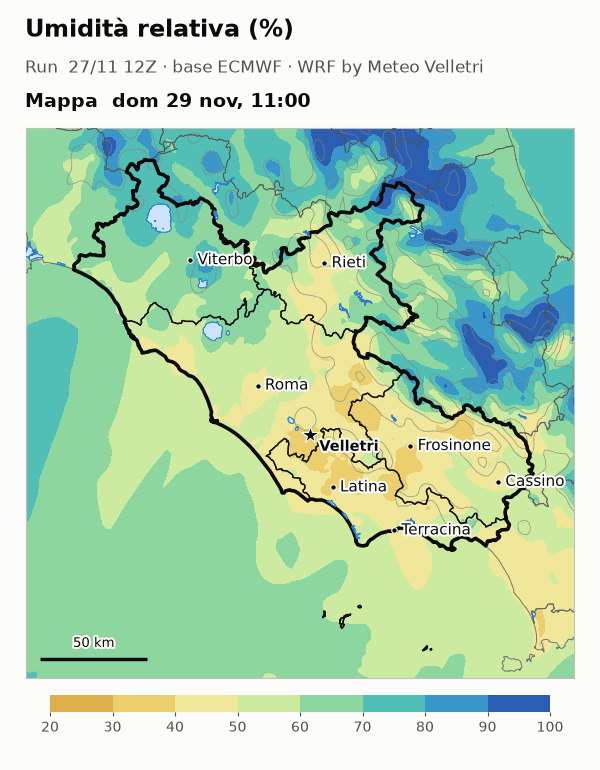 Umidità relativa (%)
Run  27/11 12Z · base ECMWF · WRF by Meteo Velletri
Mappa  dom 29 nov, 11:00
Viterbo
Rieti
Roma
Velletri
Frosinone
Latina
Cassino
Terracina
50 km
20 30 40 50 60 70 80 90 100